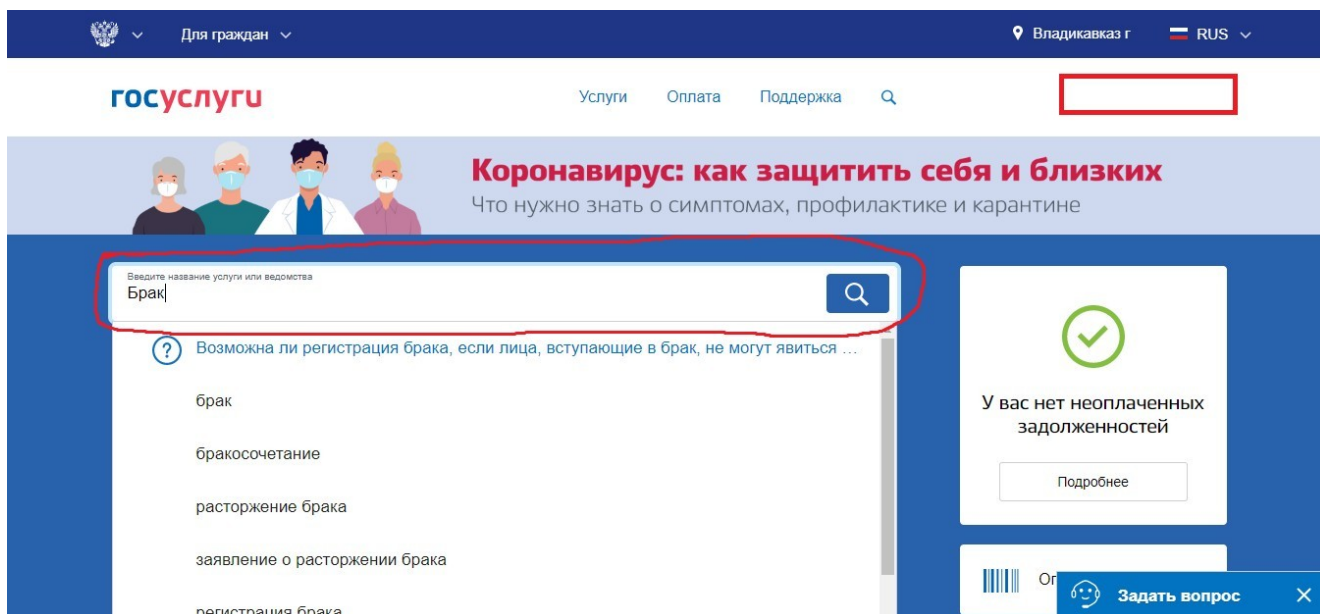 Для граждан
Владикавказ г
RUS
госуслуги
Услуги Оплата Поддержка
Коронавирус: как защитить себя и близких
Что нужно знать о симптомах, профилактике и карантине
Введите название услуги или ведомства
Брак
Возможна ли регистрация брака, если лица, вступающие в брак, не могут явиться ...
брак
бракосочетание
расторжение брака
заявление о расторжении брака
регистрация брака
У вас нет неоплаченных
задолженностей
Подробнее
Задать вопрос